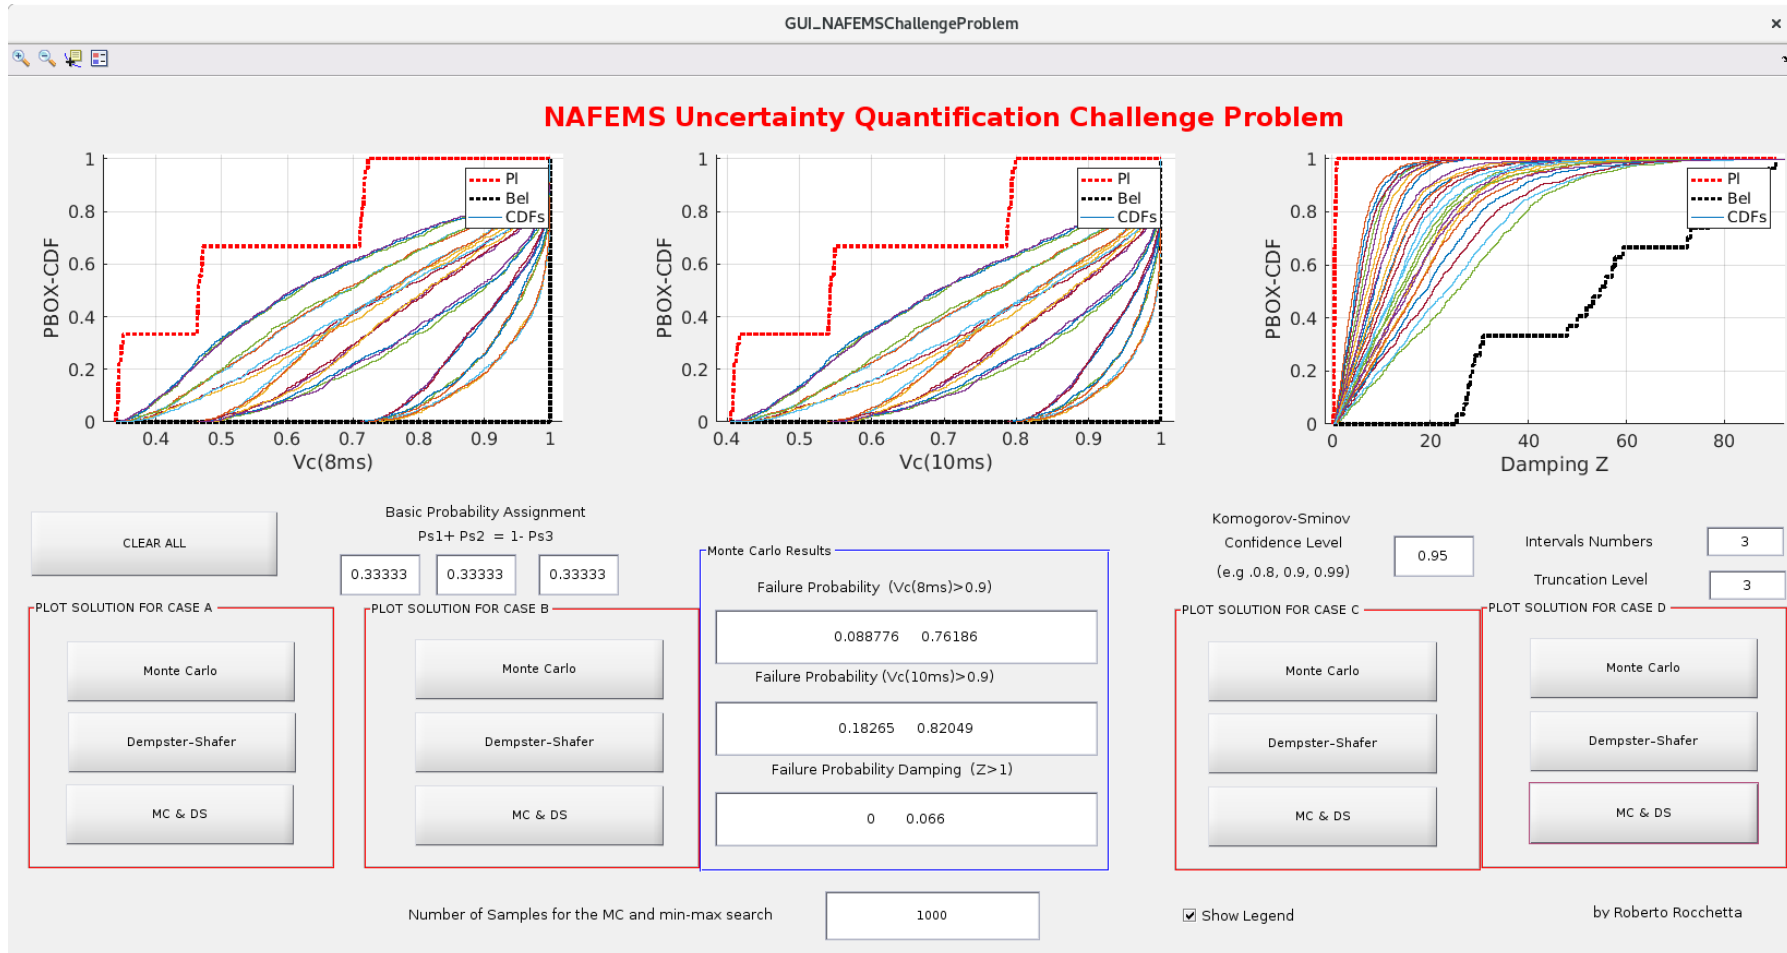 GUI_NAFEMSChallengeProblem
NAFEMS Uncertainty Quantification Challenge Problem
1
0.8
0.6
0.4
0.2
0
PBOX-CDF
0.4 0.5 0.6 0.7 0.8 0.9 1
Vc(8ms)
Pl
Bel
CDFs
1
0.8
0.6
0.4
0.2
0
PBOX-CDF
0.4 0.5 0.6 0.7 0.8 0.9 1
Vc(10ms)
Pl
Bel
CDFs
1
0.8
0.6
0.4
0.2
0
PBOX-CDF
0 20 40 60 80
Damping Z
Pl
Bel
CDFs
CLEAR ALL
Basic Probability Assignment
Ps1+ Ps2 = 1- Ps3
0.33333 0.33333 0.33333
Komogorov-Sminov
Confidence Level
(e.g .0.8, 0.9, 0.99)
0.95
Intervals Numbers 3
Truncation Level 3
PLOT SOLUTION FOR CASE A
Monte Carlo
Dempster-Shafer
MC & DS
PLOT SOLUTION FOR CASE B
Monte Carlo
Dempster-Shafer
MC & DS
Monte Carlo Results
Failure Probability (Vc(8ms)>0.9)
0.088776 0.76186
Failure Probability (Vc(10ms)>0.9)
0.18265 0.82049
Failure Probability Damping (Z>1)
0 0.066
PLOT SOLUTION FOR CASE C
Monte Carlo
Dempster-Shafer
MC & DS
PLOT SOLUTION FOR CASE D
Monte Carlo
Dempster-Shafer
MC & DS
Number of Samples for the MC and min-max search 1000
Show Legend
by Roberto Rocchetta